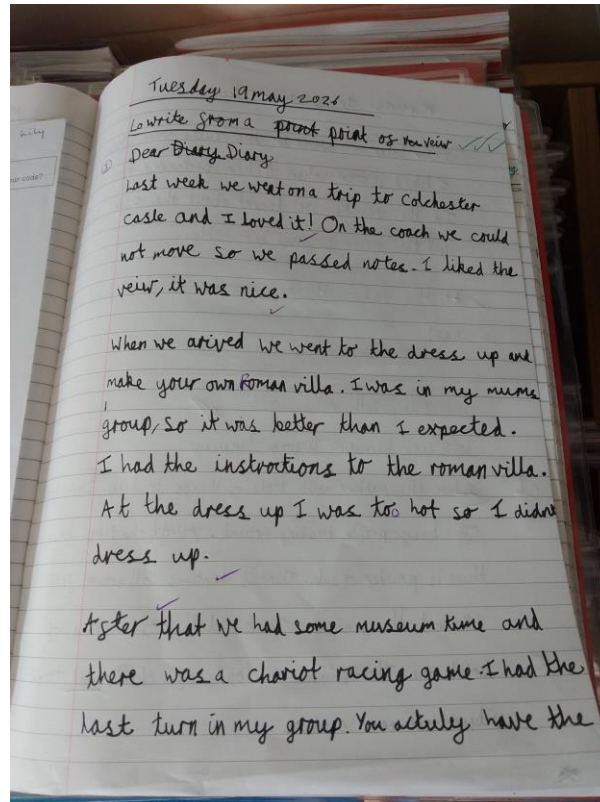 Tuesday 19 may 2026
Lo write from a point point of veiw
Dear Diary Diary
Last week we went on a trip to Colchester
casle and I loved it! On the coach we could
not move so we passed notes. I liked the
veiw, it was nice.
When we arived we went to the dress up and
make your own Roman villa. I was in my mums
group, so it was better than I expected.
I had the instroctions to the roman villa.
At the dress up I was too hot so I didnt
dress up.
After that we had some museum time and
there was a chariot racing game. I had the
last turn in my group. You actuly have the